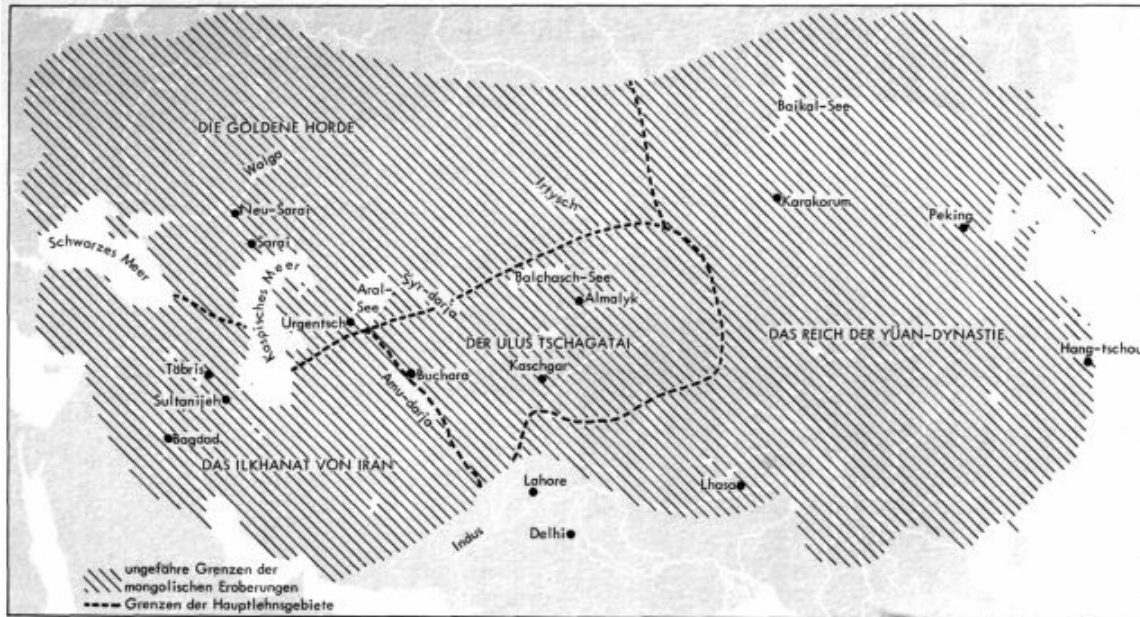 Baikal-See
DIE GOLDENE HORDE
Wolga
Irtysch
Karakorum
Neu-Sarai
Peking
Sarai
Schwarzes Meer
Kaspisches Meer
Balchasch-See
Aral-
See
Syr-darja
Almalyk
Urgentsch
DER ULUS TSCHAGATAI
DAS REICH DER YÜAN-DYNASTIE
Hang-tschou
Täbris
Buchara
Kaschgar
Sultanijeh
Amu-darja
Bagdad
DAS ILKHANAT VON IRAN
Lahore
Lhasa
Indus
Delhi
ungefähre Grenzen der
mongolischen Eroberungen
Grenzen der Hauptlehnsgebiete